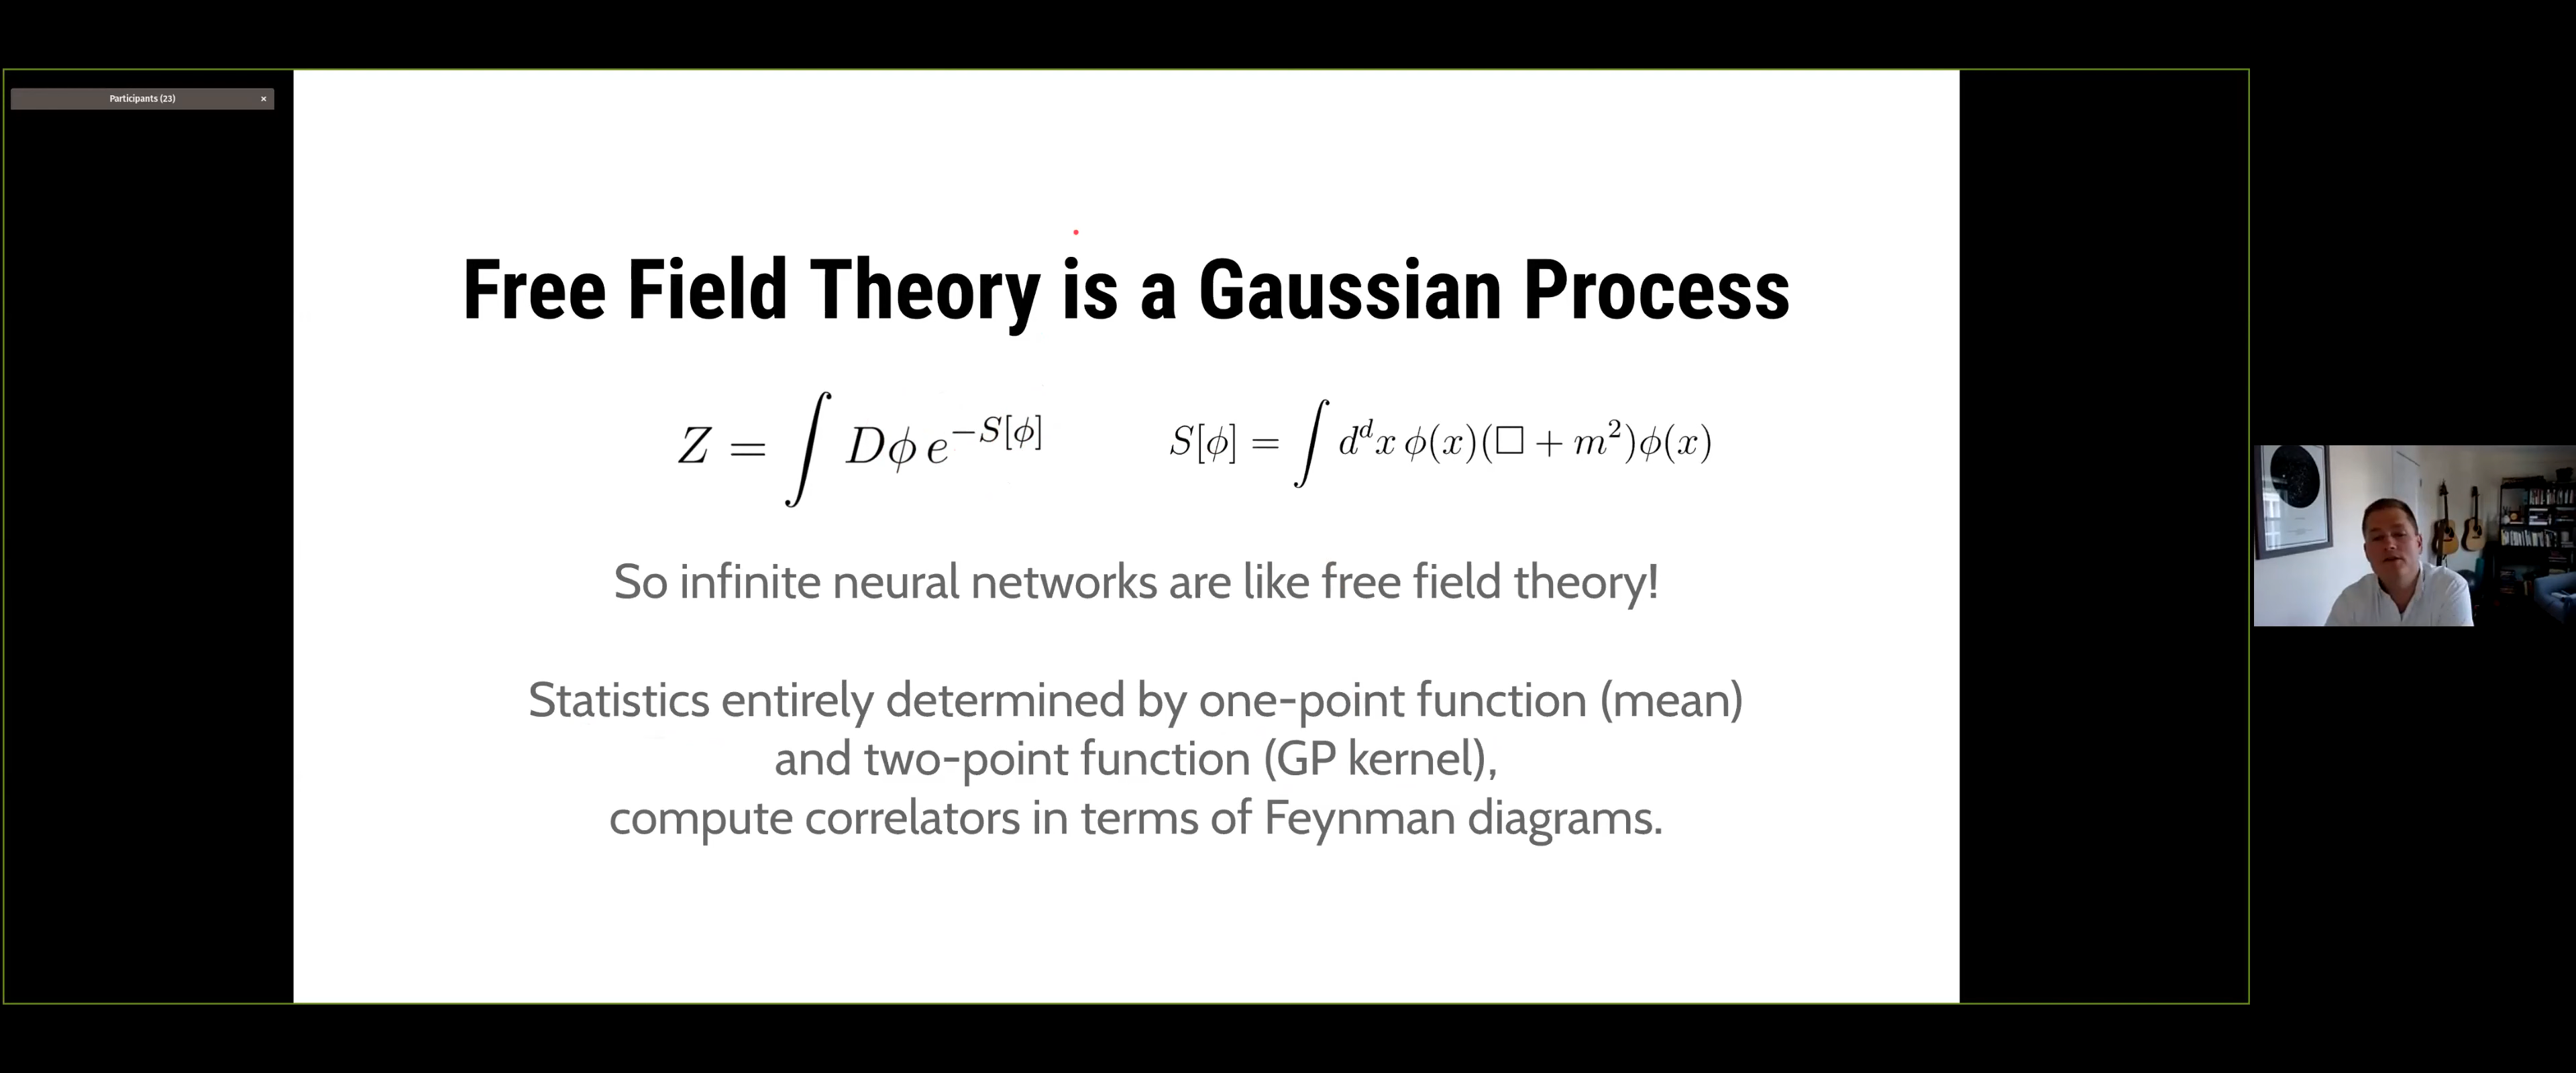 Participants (23) ×
Free Field Theory is a Gaussian Process
Z = ∫ Dϕ e^{−S[ϕ]}
S[ϕ] = ∫ d^d x ϕ(x)(□ + m²)ϕ(x)
So infinite neural networks are like free field theory!
Statistics entirely determined by one-point function (mean)
and two-point function (GP kernel),
compute correlators in terms of Feynman diagrams.